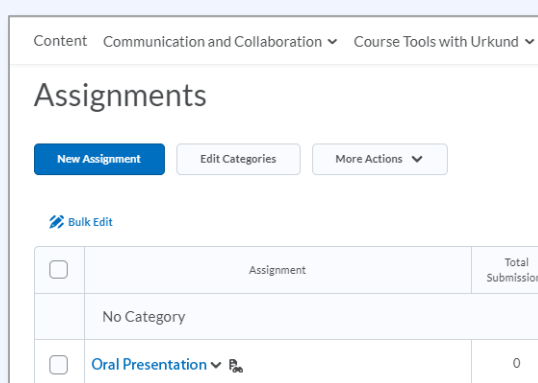 Content Communication and Collaboration Course Tools with Urkund
Assignments
New Assignment Edit Categories More Actions
Bulk Edit
Assignment Total
No Category
Oral Presentation 0